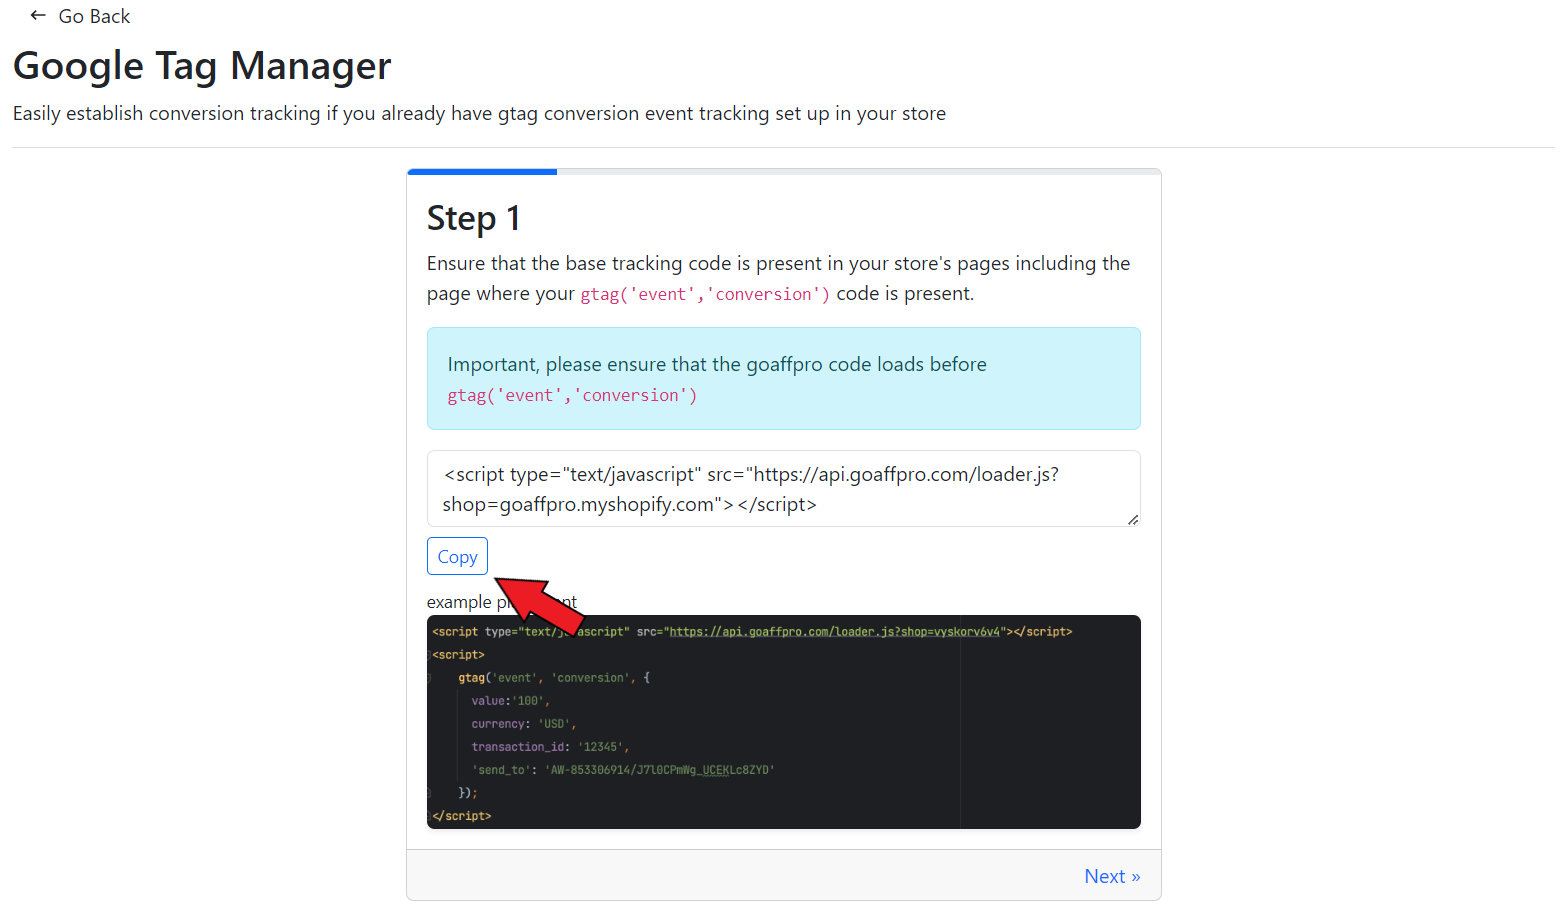 ← Go Back
Google Tag Manager
Easily establish conversion tracking if you already have gtag conversion event tracking set up in your store
Step 1
Ensure that the base tracking code is present in your store's pages including the
page where your gtag('event','conversion') code is present.
Important, please ensure that the goaffpro code loads before
gtag('event','conversion')
<script type="text/javascript" src="https://api.goaffpro.com/loader.js?
shop=goaffpro.myshopify.com"></script>
Copy
example
<script type="text/javascript" src="https://api.goaffpro.com/loader.js?shop=vyskorv6v4"></script>
<script>
gtag('event', 'conversion', {
value:'100',
currency: 'USD',
transaction_id: '12345',
'send_to': 'AW-853306914/J7l0CPmWg_UCEKLc8ZYD'
});
</script>
Next »